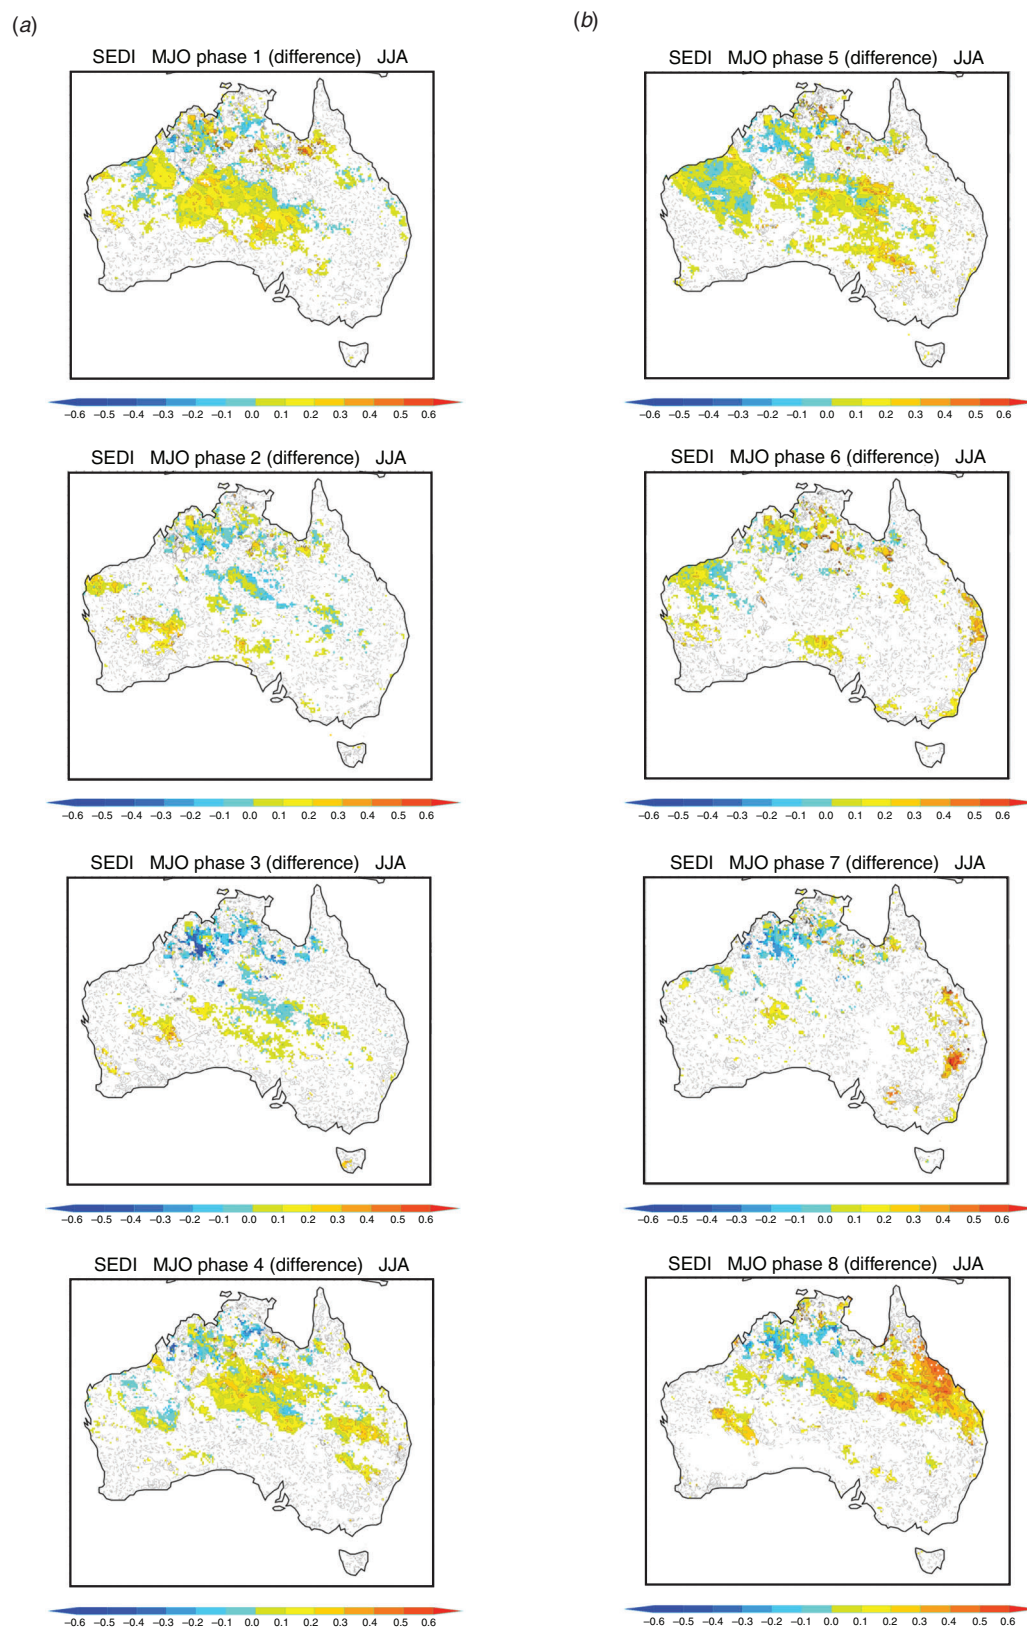 (a)
SEDI MJO phase 1 (difference) JJA
−0.6 −0.5 −0.4 −0.3 −0.2 −0.1 0.0 0.1 0.2 0.3 0.4 0.5 0.6
SEDI MJO phase 2 (difference) JJA
−0.6 −0.5 −0.4 −0.3 −0.2 −0.1 0.0 0.1 0.2 0.3 0.4 0.5 0.6
SEDI MJO phase 3 (difference) JJA
−0.6 −0.5 −0.4 −0.3 −0.2 −0.1 0.0 0.1 0.2 0.3 0.4 0.5 0.6
SEDI MJO phase 4 (difference) JJA
−0.6 −0.5 −0.4 −0.3 −0.2 −0.1 0.0 0.1 0.2 0.3 0.4 0.5 0.6
(b)
SEDI MJO phase 5 (difference) JJA
−0.6 −0.5 −0.4 −0.3 −0.2 −0.1 0.0 0.1 0.2 0.3 0.4 0.5 0.6
SEDI MJO phase 6 (difference) JJA
−0.6 −0.5 −0.4 −0.3 −0.2 −0.1 0.0 0.1 0.2 0.3 0.4 0.5 0.6
SEDI MJO phase 7 (difference) JJA
−0.6 −0.5 −0.4 −0.3 −0.2 −0.1 0.0 0.1 0.2 0.3 0.4 0.5 0.6
SEDI MJO phase 8 (difference) JJA
−0.6 −0.5 −0.4 −0.3 −0.2 −0.1 0.0 0.1 0.2 0.3 0.4 0.5 0.6